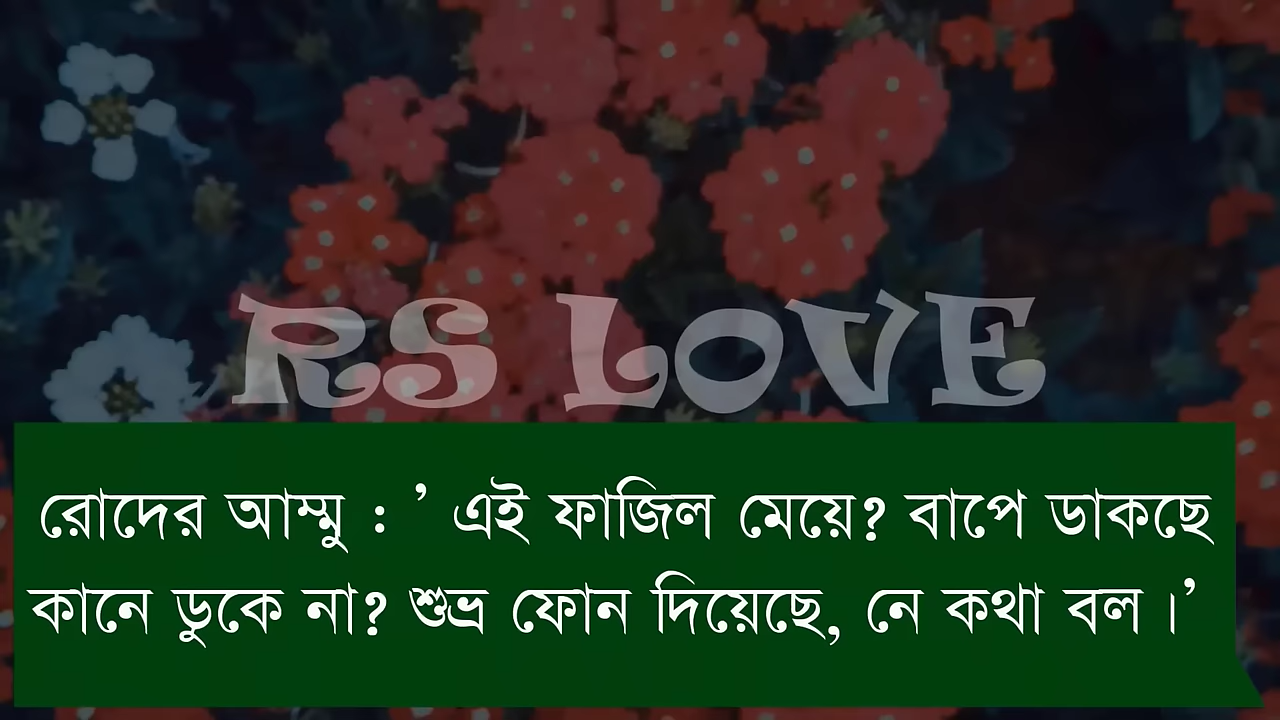 RS LOVE
রোদের আম্মু : ’ এই ফাজিল মেয়ে? বাপে ডাকছে
কানে ডুকে না? শুভ্র ফোন দিয়েছে, নে কথা বল।’